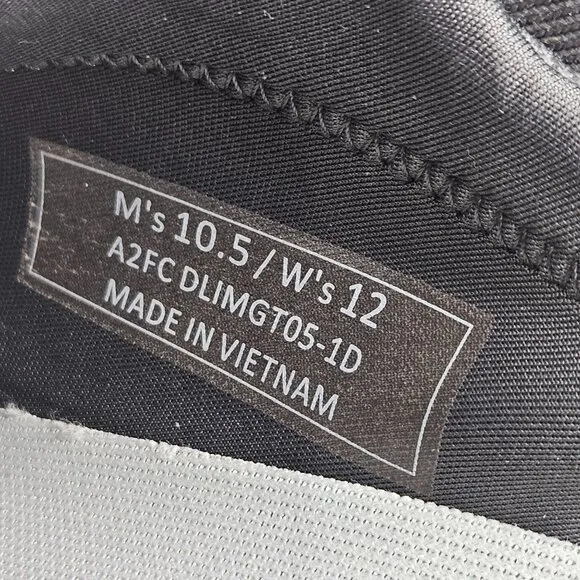 M's 10.5 / W's 12
A2FC DLIMGT05-1D
MADE IN VIETNAM